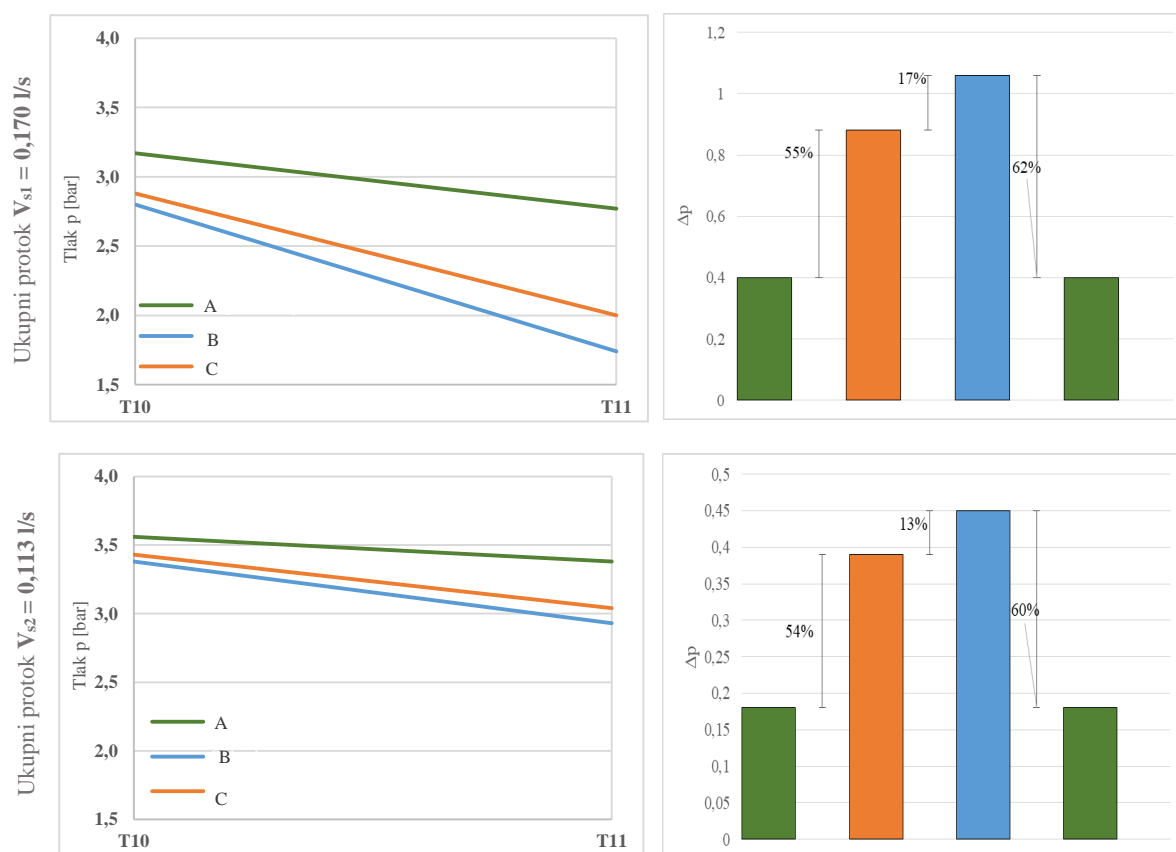 Ukupni protok Vs1 = 0,170 l/s
Tlak p [bar]
4,0
3,5
3,0
2,5
2,0
1,5
A
B
C
T10
T11
Δp
1,2
1
0,8
0,6
0,4
0,2
0
55%
17%
62%
Ukupni protok Vs2 = 0,113 l/s
Tlak p [bar]
4,0
3,5
3,0
2,5
2,0
1,5
A
B
C
T10
T11
Δp
0,5
0,45
0,4
0,35
0,3
0,25
0,2
0,15
0,1
0,05
0
54%
13%
60%